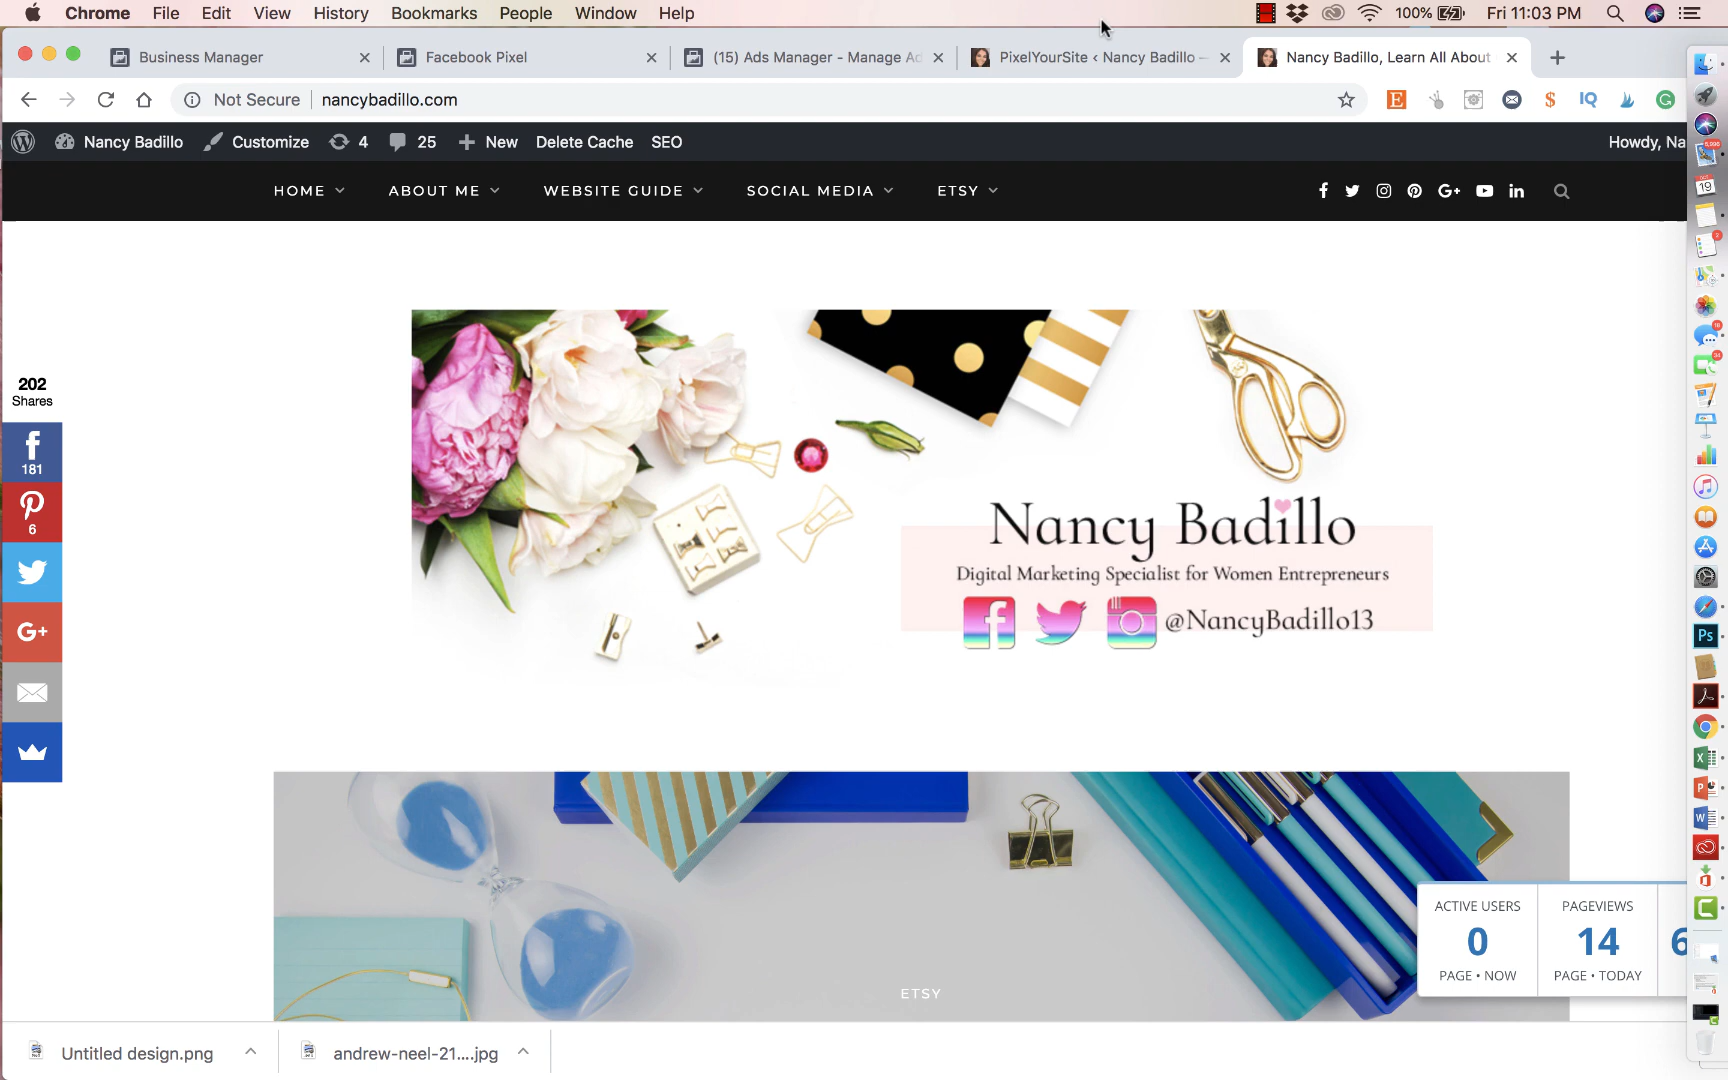 Chrome File Edit View History Bookmarks People Window Help 100% Fri 11:03 PM
Business Manager Facebook Pixel (15) Ads Manager - Manage Ad PixelYourSite ‹ Nancy Badillo — Nancy Badillo, Learn All About
Not Secure nancybadillo.com
Nancy Badillo Customize 4 25 New Delete Cache SEO Howdy, Na
HOME ABOUT ME WEBSITE GUIDE SOCIAL MEDIA ETSY
202
Shares
181
6
G+
Nancy Badillo
Digital Marketing Specialist for Women Entrepreneurs
@NancyBadillo13
ETSY
ACTIVE USERS PAGEVIEWS
0 14 6
PAGE • NOW PAGE • TODAY
Untitled design.png andrew-neel-21....jpg